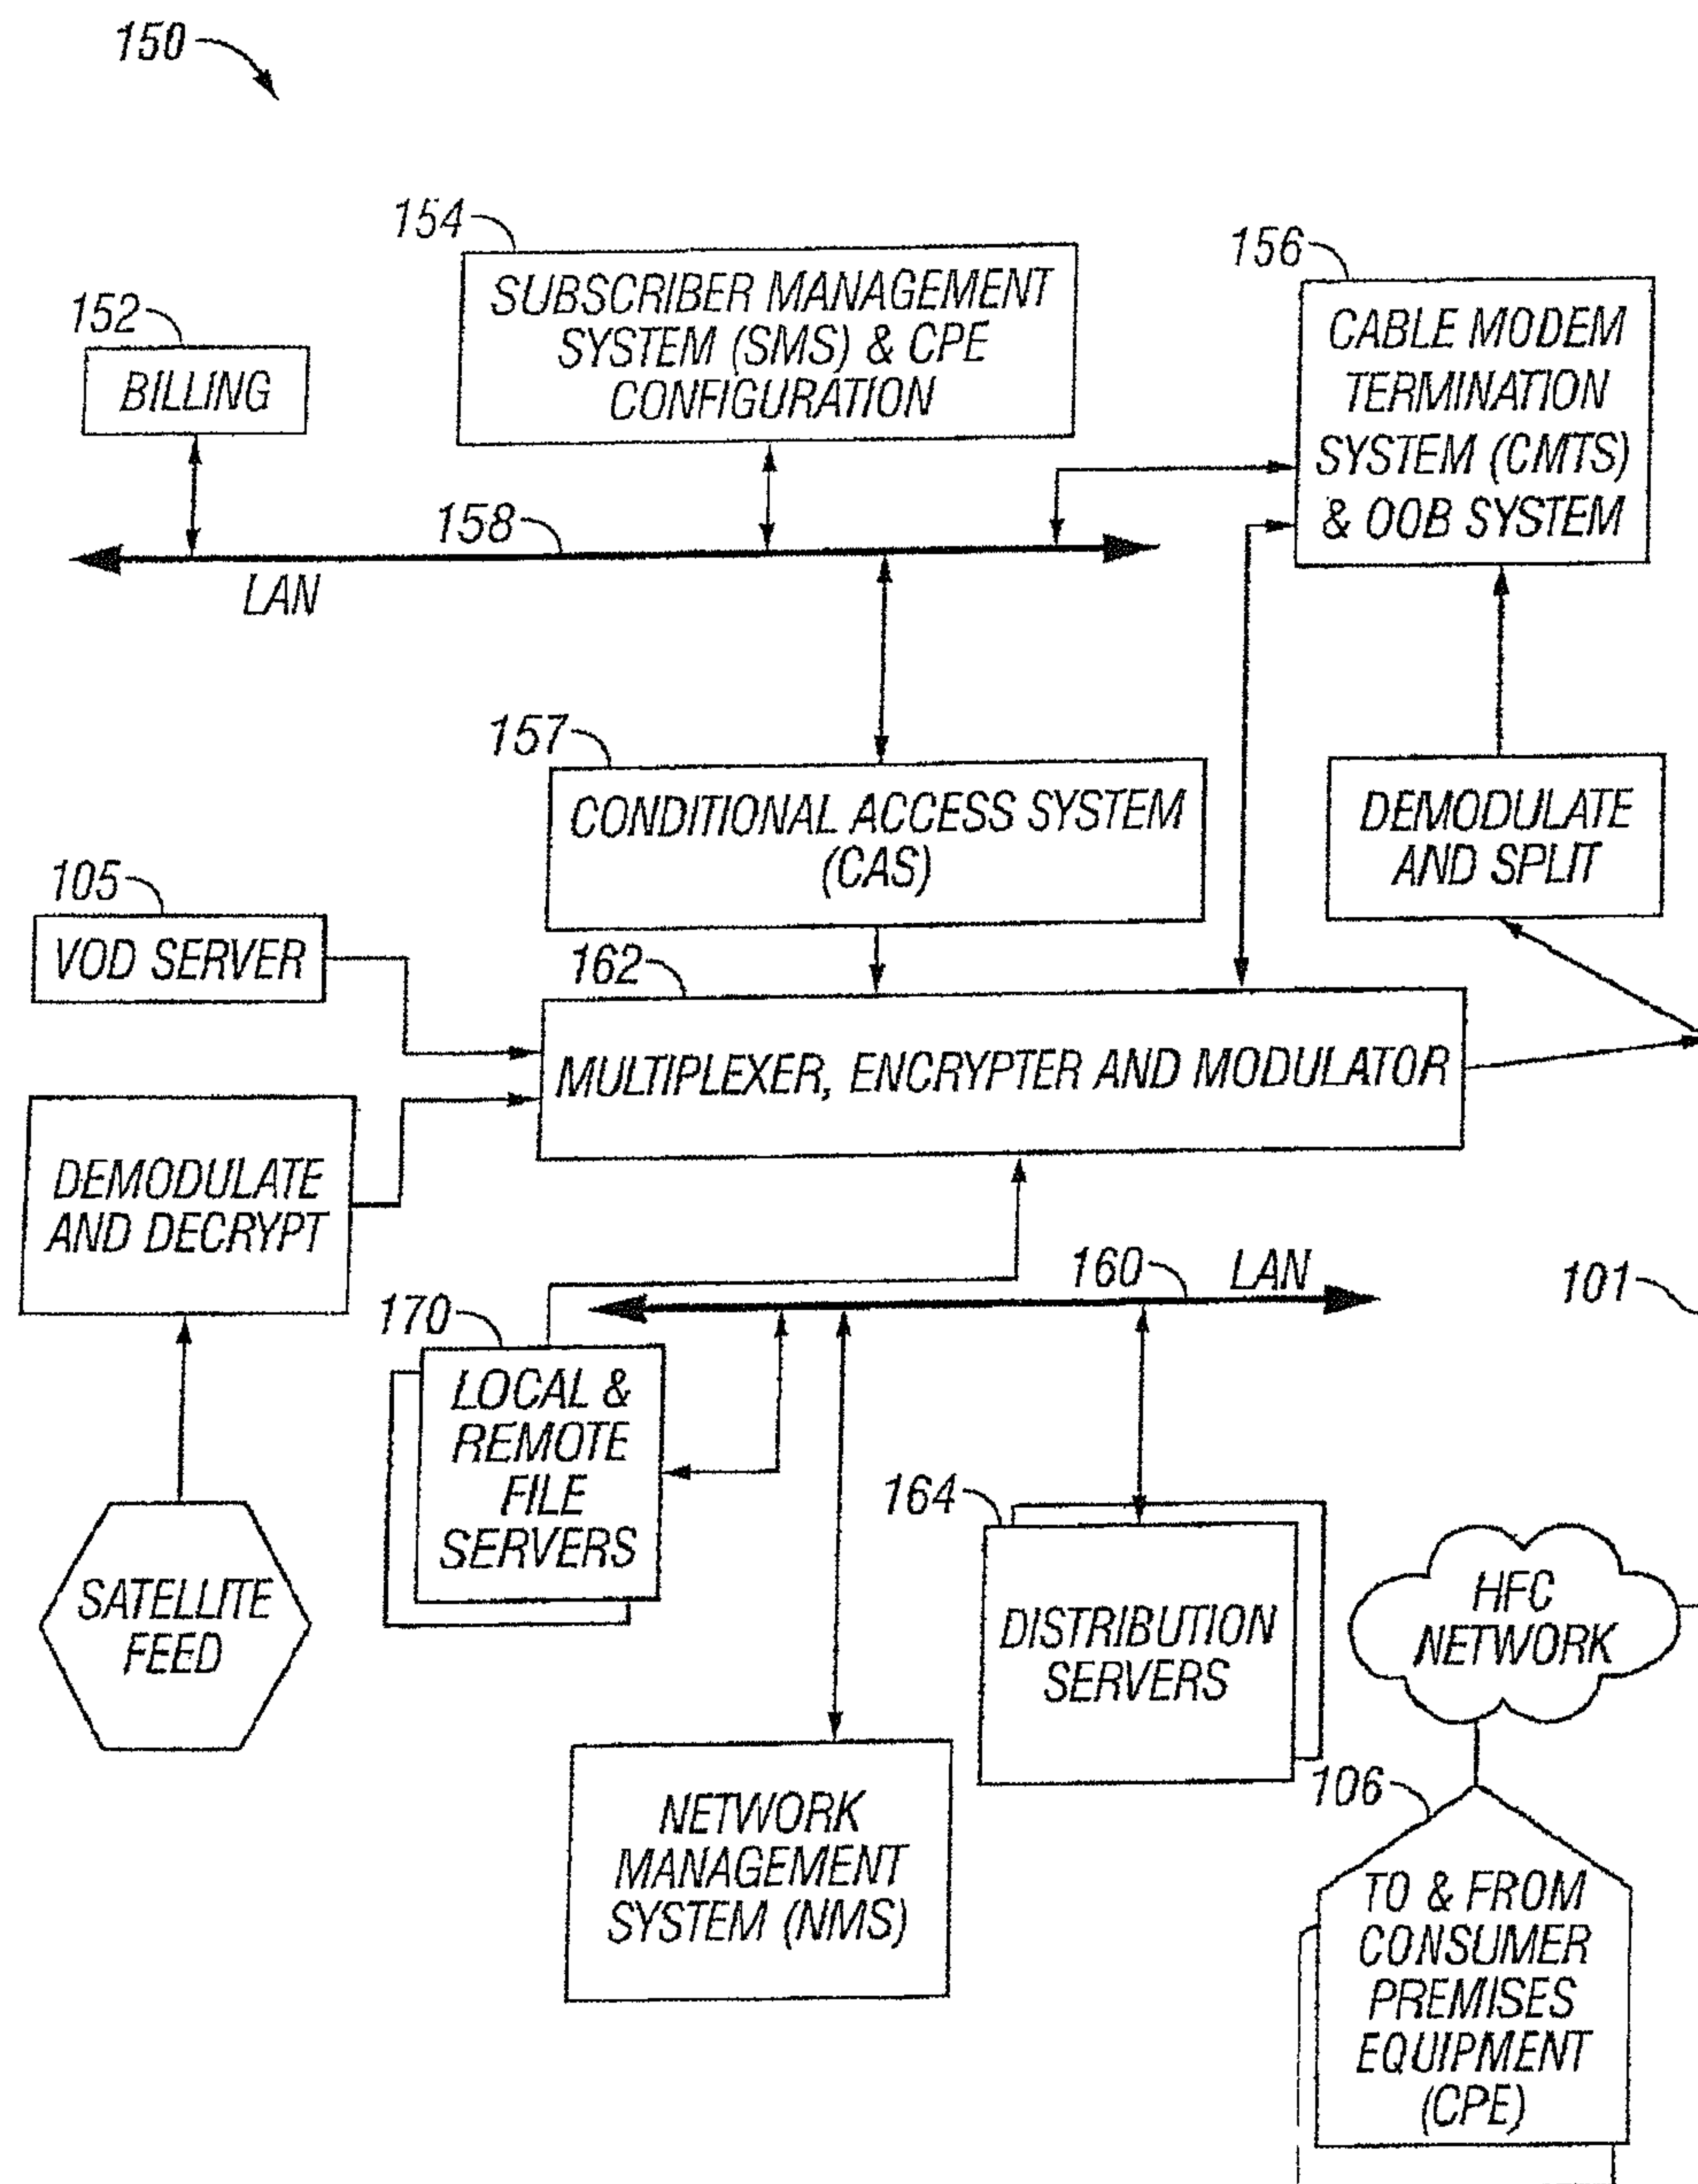 150
154
SUBSCRIBER MANAGEMENT
SYSTEM (SMS) & CPE
CONFIGURATION
156
CABLE MODEM
TERMINATION
SYSTEM (CMTS)
& OOB SYSTEM
152
BILLING
158
LAN
157
CONDITIONAL ACCESS SYSTEM
(CAS)
DEMODULATE
AND SPLIT
105
VOD SERVER
162
MULTIPLEXER, ENCRYPTER AND MODULATOR
DEMODULATE
AND DECRYPT
160
LAN
101
170
LOCAL &
REMOTE
FILE
SERVERS
164
DISTRIBUTION
SERVERS
HFC
NETWORK
SATELLITE
FEED
NETWORK
MANAGEMENT
SYSTEM (NMS)
106
TO & FROM
CONSUMER
PREMISES
EQUIPMENT
(CPE)